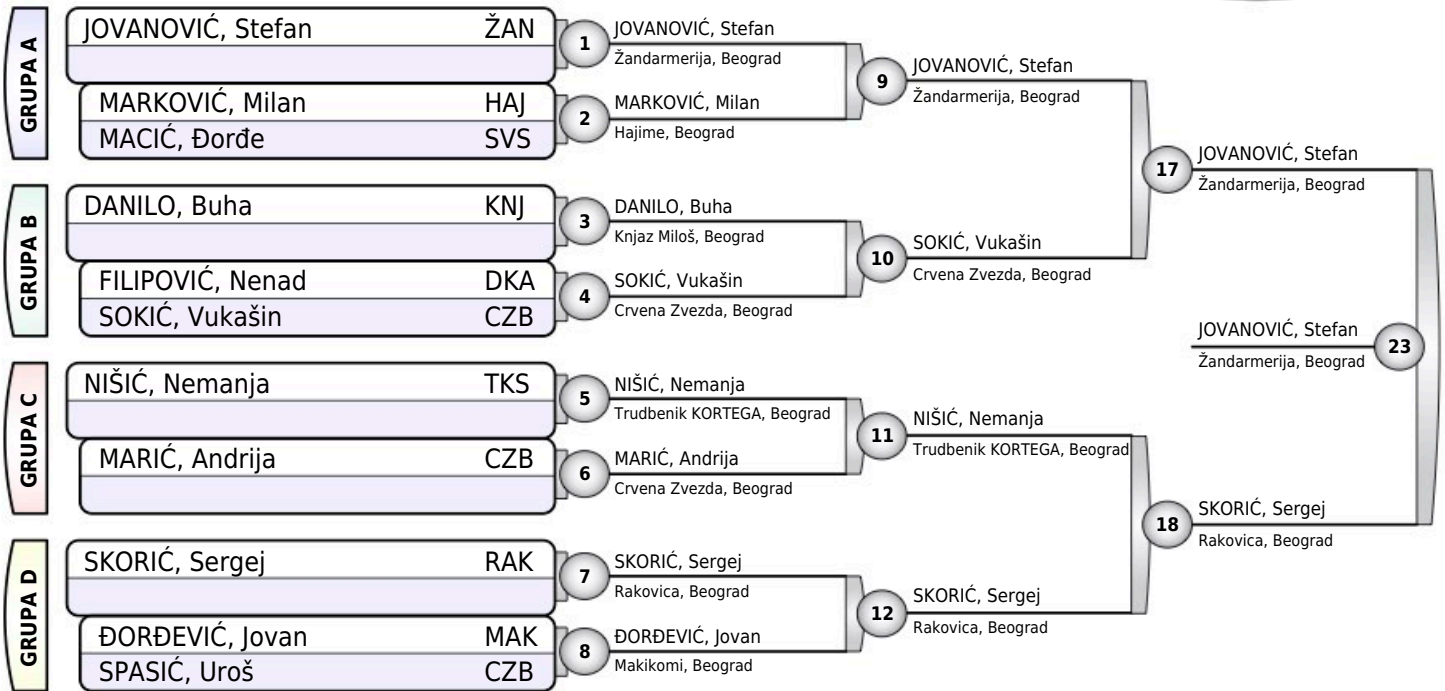 GRUPA A
JOVANOVIĆ, Stefan ŽAN
MARKOVIĆ, Milan HAJ
MACIĆ, Đorđe SVS
GRUPA B
DANILO, Buha KNJ
FILIPOVIĆ, Nenad DKA
SOKIĆ, Vukašin CZB
GRUPA C
NIŠIĆ, Nemanja TKS
MARIĆ, Andrija CZB
GRUPA D
SKORIĆ, Sergej RAK
ĐORĐEVIĆ, Jovan MAK
SPASIĆ, Uroš CZB
1
JOVANOVIĆ, Stefan
Žandarmerija, Beograd
2
MARKOVIĆ, Milan
Hajime, Beograd
3
DANILO, Buha
Knjaz Miloš, Beograd
4
SOKIĆ, Vukašin
Crvena Zvezda, Beograd
5
NIŠIĆ, Nemanja
Trudbenik KORTEGA, Beograd
6
MARIĆ, Andrija
Crvena Zvezda, Beograd
7
SKORIĆ, Sergej
Rakovica, Beograd
8
ĐORĐEVIĆ, Jovan
Makikomi, Beograd
9
JOVANOVIĆ, Stefan
Žandarmerija, Beograd
10
SOKIĆ, Vukašin
Crvena Zvezda, Beograd
11
NIŠIĆ, Nemanja
Trudbenik KORTEGA, Beograd
12
SKORIĆ, Sergej
Rakovica, Beograd
17
JOVANOVIĆ, Stefan
Žandarmerija, Beograd
18
SKORIĆ, Sergej
Rakovica, Beograd
JOVANOVIĆ, Stefan
Žandarmerija, Beograd
23